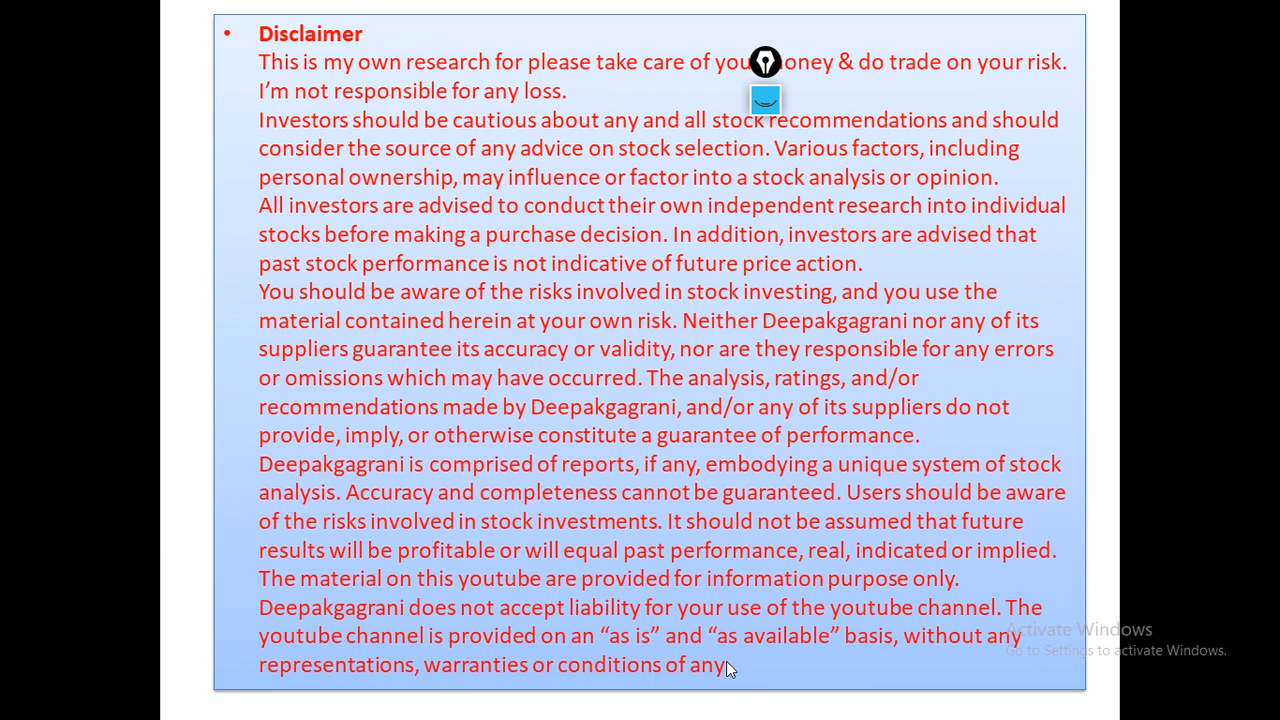 • Disclaimer
This is my own research for please take care of your money & do trade on your risk.
I’m not responsible for any loss.
Investors should be cautious about any and all stock recommendations and should
consider the source of any advice on stock selection. Various factors, including
personal ownership, may influence or factor into a stock analysis or opinion.
All investors are advised to conduct their own independent research into individual
stocks before making a purchase decision. In addition, investors are advised that
past stock performance is not indicative of future price action.
You should be aware of the risks involved in stock investing, and you use the
material contained herein at your own risk. Neither Deepakgagrani nor any of its
suppliers guarantee its accuracy or validity, nor are they responsible for any errors
or omissions which may have occurred. The analysis, ratings, and/or
recommendations made by Deepakgagrani, and/or any of its suppliers do not
provide, imply, or otherwise constitute a guarantee of performance.
Deepakgagrani is comprised of reports, if any, embodying a unique system of stock
analysis. Accuracy and completeness cannot be guaranteed. Users should be aware
of the risks involved in stock investments. It should not be assumed that future
results will be profitable or will equal past performance, real, indicated or implied.
The material on this youtube are provided for information purpose only.
Deepakgagrani does not accept liability for your use of the youtube channel. The
youtube channel is provided on an “as is” and “as available” basis, without any
representations, warranties or conditions of any
Activate Windows
Go to Settings to activate Windows.